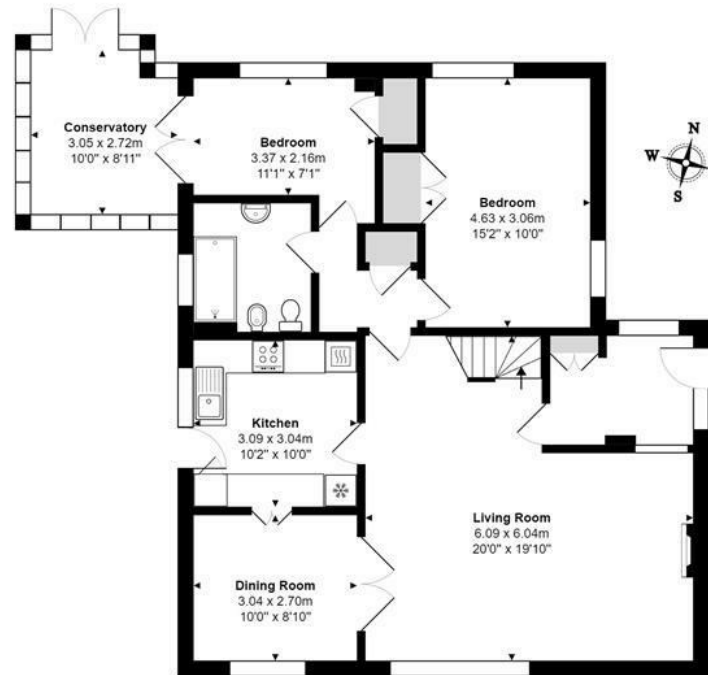 Conservatory
3.05 x 2.72m
10'0" x 8'11"
Bedroom
3.37 x 2.16m
11'1" x 7'1"
Bedroom
4.63 x 3.06m
15'2" x 10'0"
N
W
E
S
Kitchen
3.09 x 3.04m
10'2" x 10'0"
Living Room
6.09 x 6.04m
20'0" x 19'10"
Dining Room
3.04 x 2.70m
10'0" x 8'10"